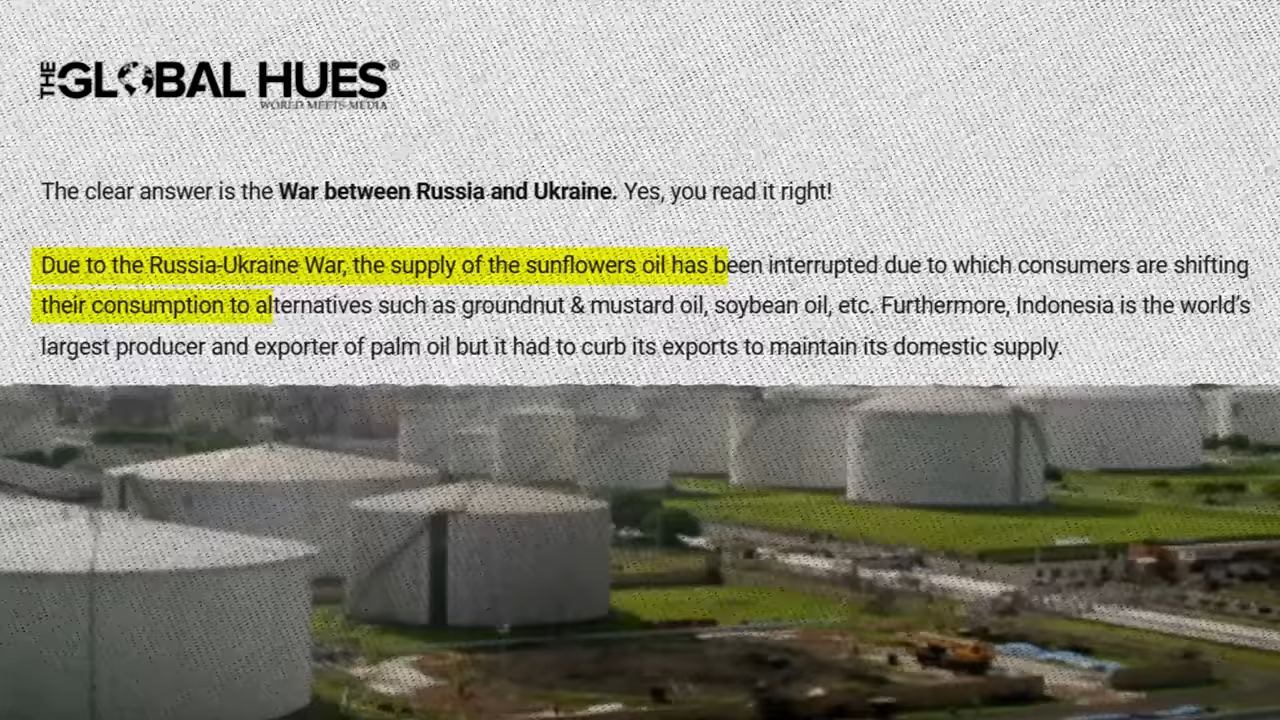 THE GLOBAL HUES®
WORLD MEETS MEDIA
The clear answer is the War between Russia and Ukraine. Yes, you read it right!
Due to the Russia-Ukraine War, the supply of the sunflowers oil has been interrupted due to which consumers are shifting
their consumption to alternatives such as groundnut & mustard oil, soybean oil, etc. Furthermore, Indonesia is the world’s
largest producer and exporter of palm oil but it had to curb its exports to maintain its domestic supply.